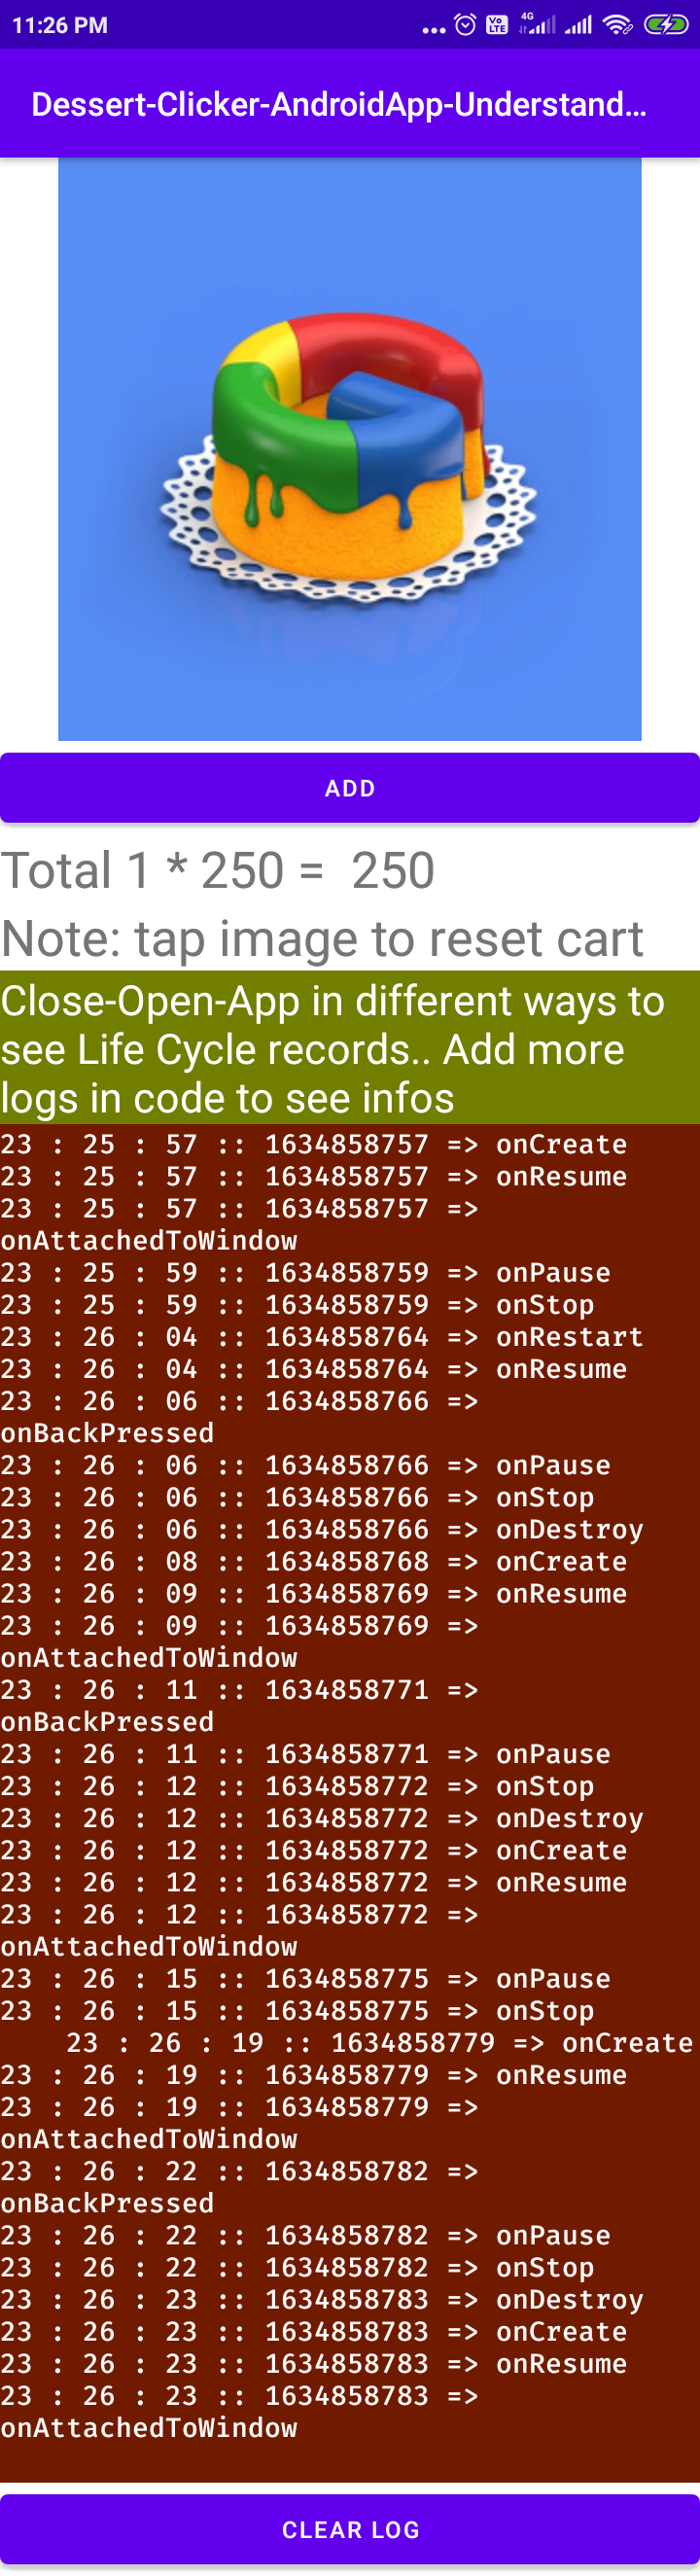 11:26 PM
Vo
LTE
4G
Dessert-Clicker-AndroidApp-Understand...
ADD
Total 1 * 250 =  250
Note: tap image to reset cart
Close-Open-App in different ways to
see Life Cycle records.. Add more
logs in code to see infos
23 : 25 : 57 :: 1634858757 => onCreate
23 : 25 : 57 :: 1634858757 => onResume
23 : 25 : 57 :: 1634858757 =>
onAttachedToWindow
23 : 25 : 59 :: 1634858759 => onPause
23 : 25 : 59 :: 1634858759 => onStop
23 : 26 : 04 :: 1634858764 => onRestart
23 : 26 : 04 :: 1634858764 => onResume
23 : 26 : 06 :: 1634858766 =>
onBackPressed
23 : 26 : 06 :: 1634858766 => onPause
23 : 26 : 06 :: 1634858766 => onStop
23 : 26 : 06 :: 1634858766 => onDestroy
23 : 26 : 08 :: 1634858768 => onCreate
23 : 26 : 09 :: 1634858769 => onResume
23 : 26 : 09 :: 1634858769 =>
onAttachedToWindow
23 : 26 : 11 :: 1634858771 =>
onBackPressed
23 : 26 : 11 :: 1634858771 => onPause
23 : 26 : 12 :: 1634858772 => onStop
23 : 26 : 12 :: 1634858772 => onDestroy
23 : 26 : 12 :: 1634858772 => onCreate
23 : 26 : 12 :: 1634858772 => onResume
23 : 26 : 12 :: 1634858772 =>
onAttachedToWindow
23 : 26 : 15 :: 1634858775 => onPause
23 : 26 : 15 :: 1634858775 => onStop
23 : 26 : 19 :: 1634858779 => onCreate
23 : 26 : 19 :: 1634858779 => onResume
23 : 26 : 19 :: 1634858779 =>
onAttachedToWindow
23 : 26 : 22 :: 1634858782 =>
onBackPressed
23 : 26 : 22 :: 1634858782 => onPause
23 : 26 : 22 :: 1634858782 => onStop
23 : 26 : 23 :: 1634858783 => onDestroy
23 : 26 : 23 :: 1634858783 => onCreate
23 : 26 : 23 :: 1634858783 => onResume
23 : 26 : 23 :: 1634858783 =>
onAttachedToWindow
CLEAR LOG